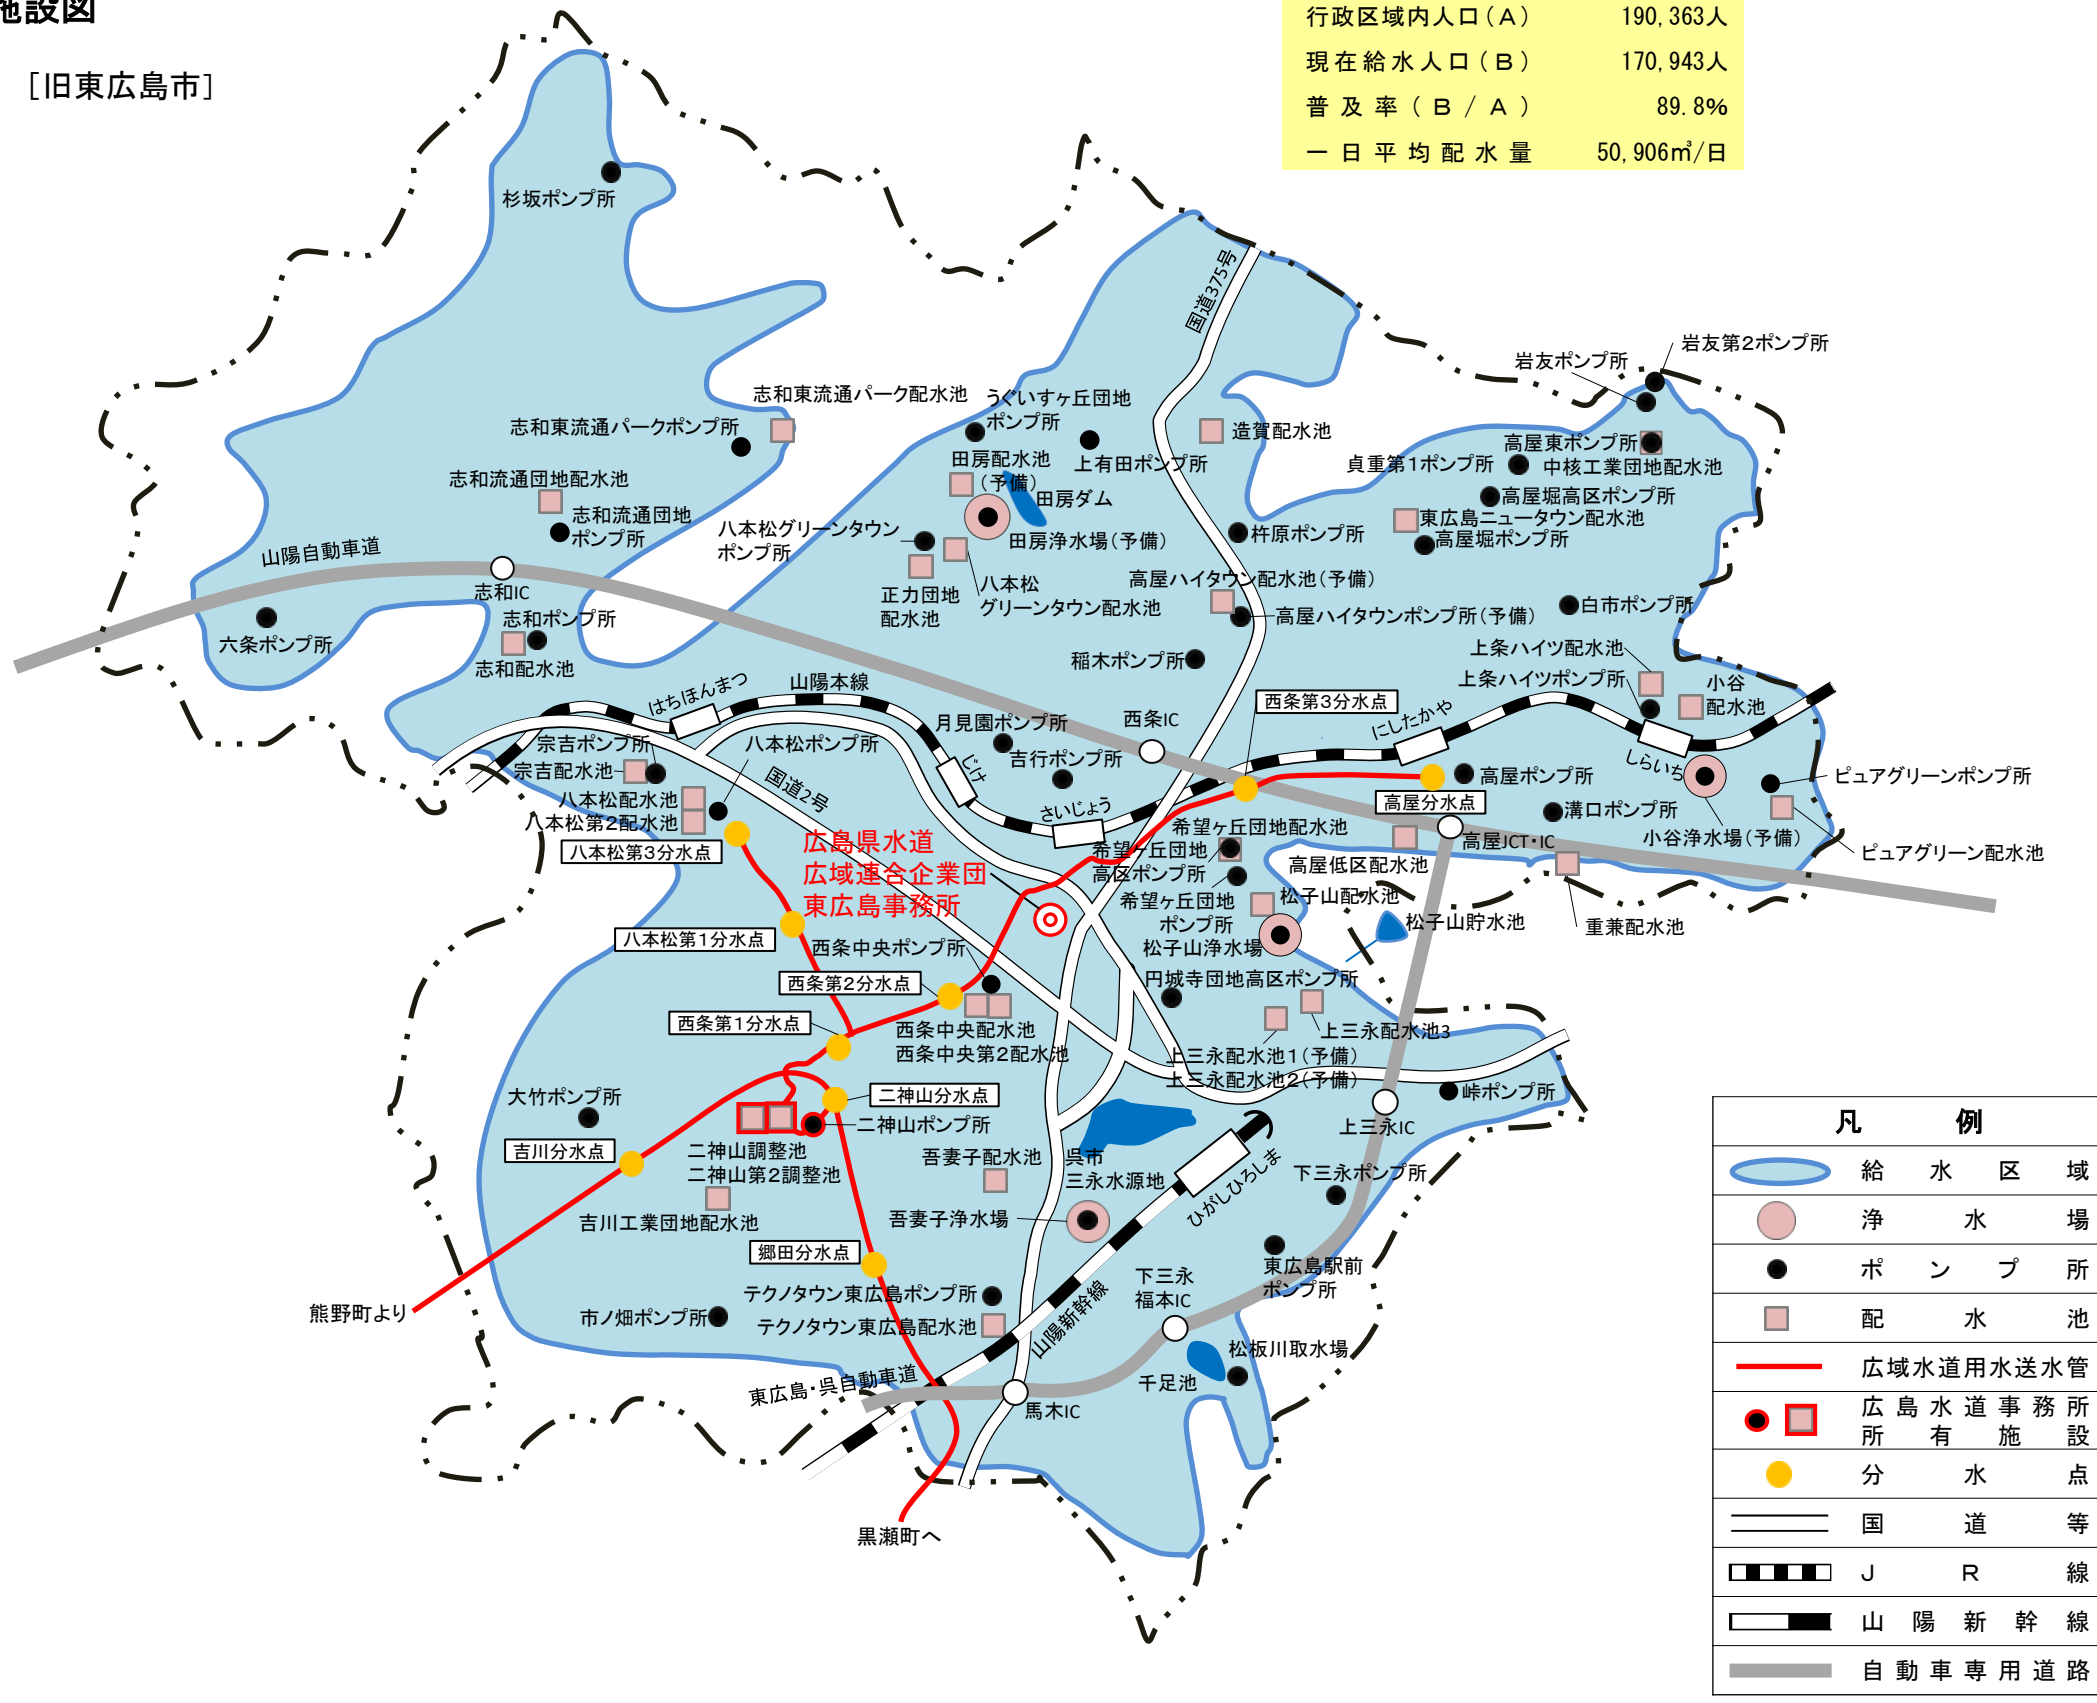 施設図
［旧東広島市］
行政区域内人口（Ａ） 190,363人
現在給水人口（Ｂ） 170,943人
普及率（Ｂ／Ａ） 89.8%
一日平均配水量 50,906㎥/日
杉坂ポンプ所
国道375号
岩友第2ポンプ所
岩友ポンプ所
志和東流通パーク配水池
うぐいすヶ丘団地
ポンプ所
志和東流通パークポンプ所
造賀配水池
高屋東ポンプ所
田房配水池
（予備）
上有田ポンプ所
貞重第1ポンプ所
中核工業団地配水池
志和流通団地配水池
田房ダム
高屋堀高区ポンプ所
志和流通団地
ポンプ所
八本松グリーンタウン
ポンプ所
東広島ニュータウン配水池
田房浄水場（予備）
杵原ポンプ所
高屋堀ポンプ所
山陽自動車道
志和IC
正力団地
配水池
八本松
グリーンタウン配水池
高屋ハイタウン配水池（予備）
志和ポンプ所
高屋ハイタウンポンプ所（予備）
白市ポンプ所
六条ポンプ所
志和配水池
稲木ポンプ所
上条ハイツ配水池
上条ハイツポンプ所
小谷
配水池
はちほんまつ
山陽本線
西条第3分水点
月見園ポンプ所
西条IC
にしたかや
宗吉ポンプ所
八本松ポンプ所
宗吉配水池
じけ
吉行ポンプ所
しらいち
高屋ポンプ所
ピュアグリーンポンプ所
国道2号
八本松配水池
八本松第2配水池
さいじょう
高屋分水点
溝口ポンプ所
八本松第3分水点
広島県水道
広域連合企業団
東広島事務所
希望ヶ丘団地配水池
希望ヶ丘団地
高区ポンプ所
高屋JCT・IC
小谷浄水場（予備）
ピュアグリーン配水池
高屋低区配水池
希望ヶ丘団地
ポンプ所
松子山配水池
松子山貯水池
重兼配水池
八本松第1分水点
西条中央ポンプ所
松子山浄水場
西条第2分水点
円城寺団地高区ポンプ所
西条第1分水点
西条中央配水池
西条中央第2配水池
上三永配水池3
上三永配水池1（予備）
上三永配水池2（予備）
大竹ポンプ所
二神山分水点
峠ポンプ所
二神山ポンプ所
上三永IC
吉川分水点
二神山調整池
二神山第2調整池
吾妻子配水池
呉市
三永水源地
ひがしひろしま
下三永ポンプ所
吉川工業団地配水池
吾妻子浄水場
郷田分水点
東広島駅前
ポンプ所
下三永
福本IC
テクノタウン東広島ポンプ所
熊野町より
市ノ畑ポンプ所
テクノタウン東広島配水池
山陽新幹線
松板川取水場
千足池
東広島・呉自動車道
馬木IC
黒瀬町へ
凡例
給水区域
浄水場
ポンプ所
配水池
広域水道用水送水管
広島水道事務所
所有施設
分水点
国道等
ＪＲ線
山陽新幹線
自動車専用道路